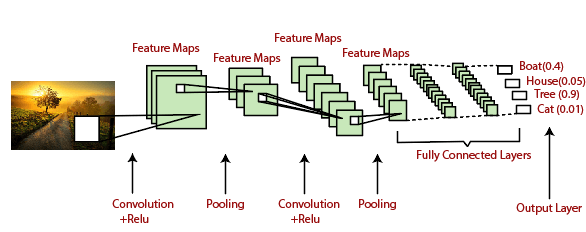 Feature Maps
Feature Maps
Feature Maps
Feature Maps
Boat(0.4)
House(0.05)
Tree (0.9)
Cat (0.01)
Fully Connected Layers
Convolution
+Relu
Pooling
Convolution
+Relu
Pooling
Output Layer